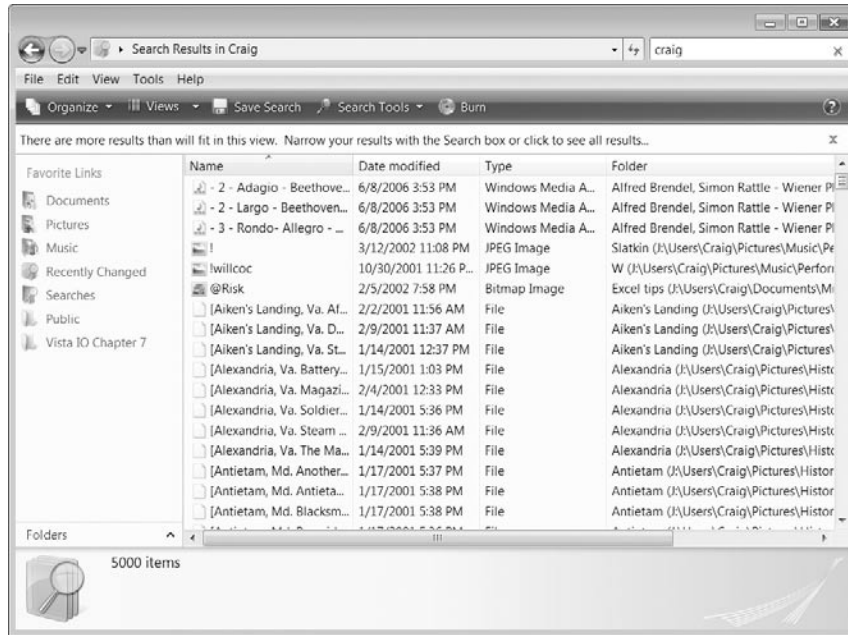 Search Results in Craig
craig
File Edit View Tools Help
Organize Views Save Search Search Tools Burn
There are more results than will fit in this view. Narrow your results with the Search box or click to see all results...
Favorite Links
Documents
Pictures
Music
Recently Changed
Searches
Public
Vista IO Chapter 7
Folders
Name Date modified Type Folder
- 2 - Adagio - Beethove... 6/8/2006 3:53 PM Windows Media A... Alfred Brendel, Simon Rattle - Wiener Pl
- 2 - Largo - Beethoven... 6/8/2006 3:53 PM Windows Media A... Alfred Brendel, Simon Rattle - Wiener Pl
- 3 - Rondo- Allegro - ... 6/8/2006 3:53 PM Windows Media A... Alfred Brendel, Simon Rattle - Wiener Pl
! 3/12/2002 11:08 PM JPEG Image Slatkin (J:\Users\Craig\Pictures\Music\Pe
!willcoc 10/30/2001 11:26 P... JPEG Image W (J:\Users\Craig\Pictures\Music\Perfor
@Risk 2/5/2002 7:58 PM Bitmap Image Excel tips (J:\Users\Craig\Documents\Mi
[Aiken's Landing, Va. Af... 2/2/2001 11:56 AM File Aiken's Landing (J:\Users\Craig\Pictures\
[Aiken's Landing, Va. D... 2/9/2001 11:37 AM File Aiken's Landing (J:\Users\Craig\Pictures\
[Aiken's Landing, Va. St... 1/14/2001 12:37 PM File Aiken's Landing (J:\Users\Craig\Pictures\
[Alexandria, Va. Battery... 1/15/2001 1:03 PM File Alexandria (J:\Users\Craig\Pictures\Histo
[Alexandria, Va. Magazi... 2/4/2001 12:33 PM File Alexandria (J:\Users\Craig\Pictures\Histo
[Alexandria, Va. Soldier... 1/14/2001 5:36 PM File Alexandria (J:\Users\Craig\Pictures\Histo
[Alexandria, Va. Steam ... 2/9/2001 11:36 AM File Alexandria (J:\Users\Craig\Pictures\Histo
[Alexandria, Va. The Ma... 1/14/2001 5:39 PM File Alexandria (J:\Users\Craig\Pictures\Histo
[Antietam, Md. Another... 1/17/2001 5:37 PM File Antietam (J:\Users\Craig\Pictures\Histor
[Antietam, Md. Antieta... 1/17/2001 5:38 PM File Antietam (J:\Users\Craig\Pictures\Histor
[Antietam, Md. Blacksm... 1/17/2001 5:38 PM File Antietam (J:\Users\Craig\Pictures\Histor
5000 items